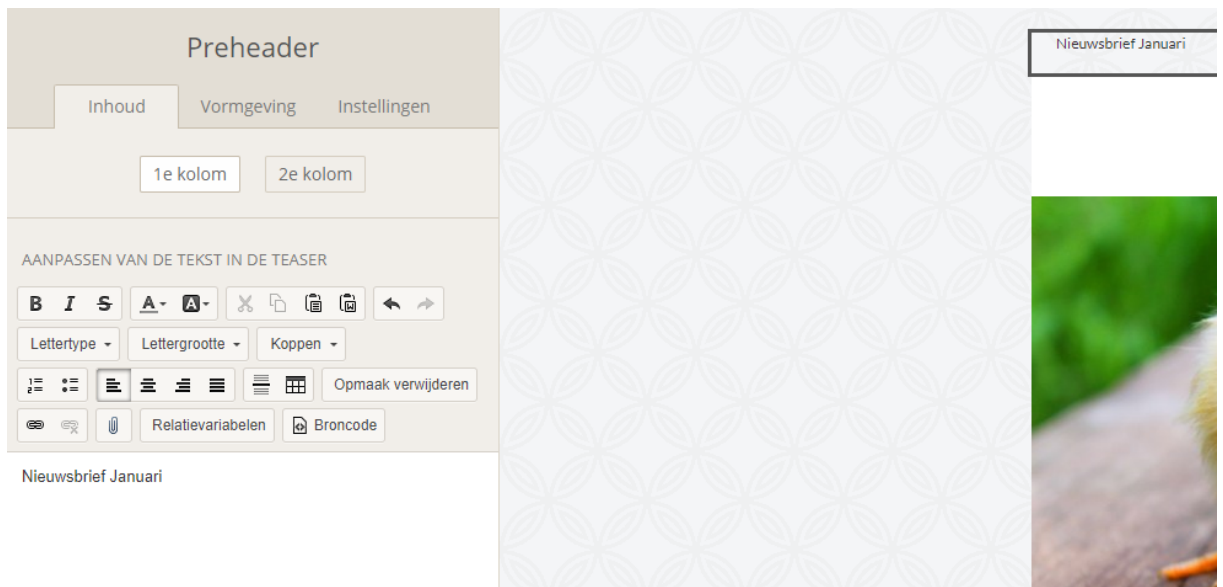 Preheader
Inhoud Vormgeving Instellingen
1e kolom 2e kolom
AANPASSEN VAN DE TEKST IN DE TEASER
B I S A A
Lettertype Lettergrootte Koppen
Opmaak verwijderen
Relatievariabelen Broncode
Nieuwsbrief Januari
Nieuwsbrief Januari